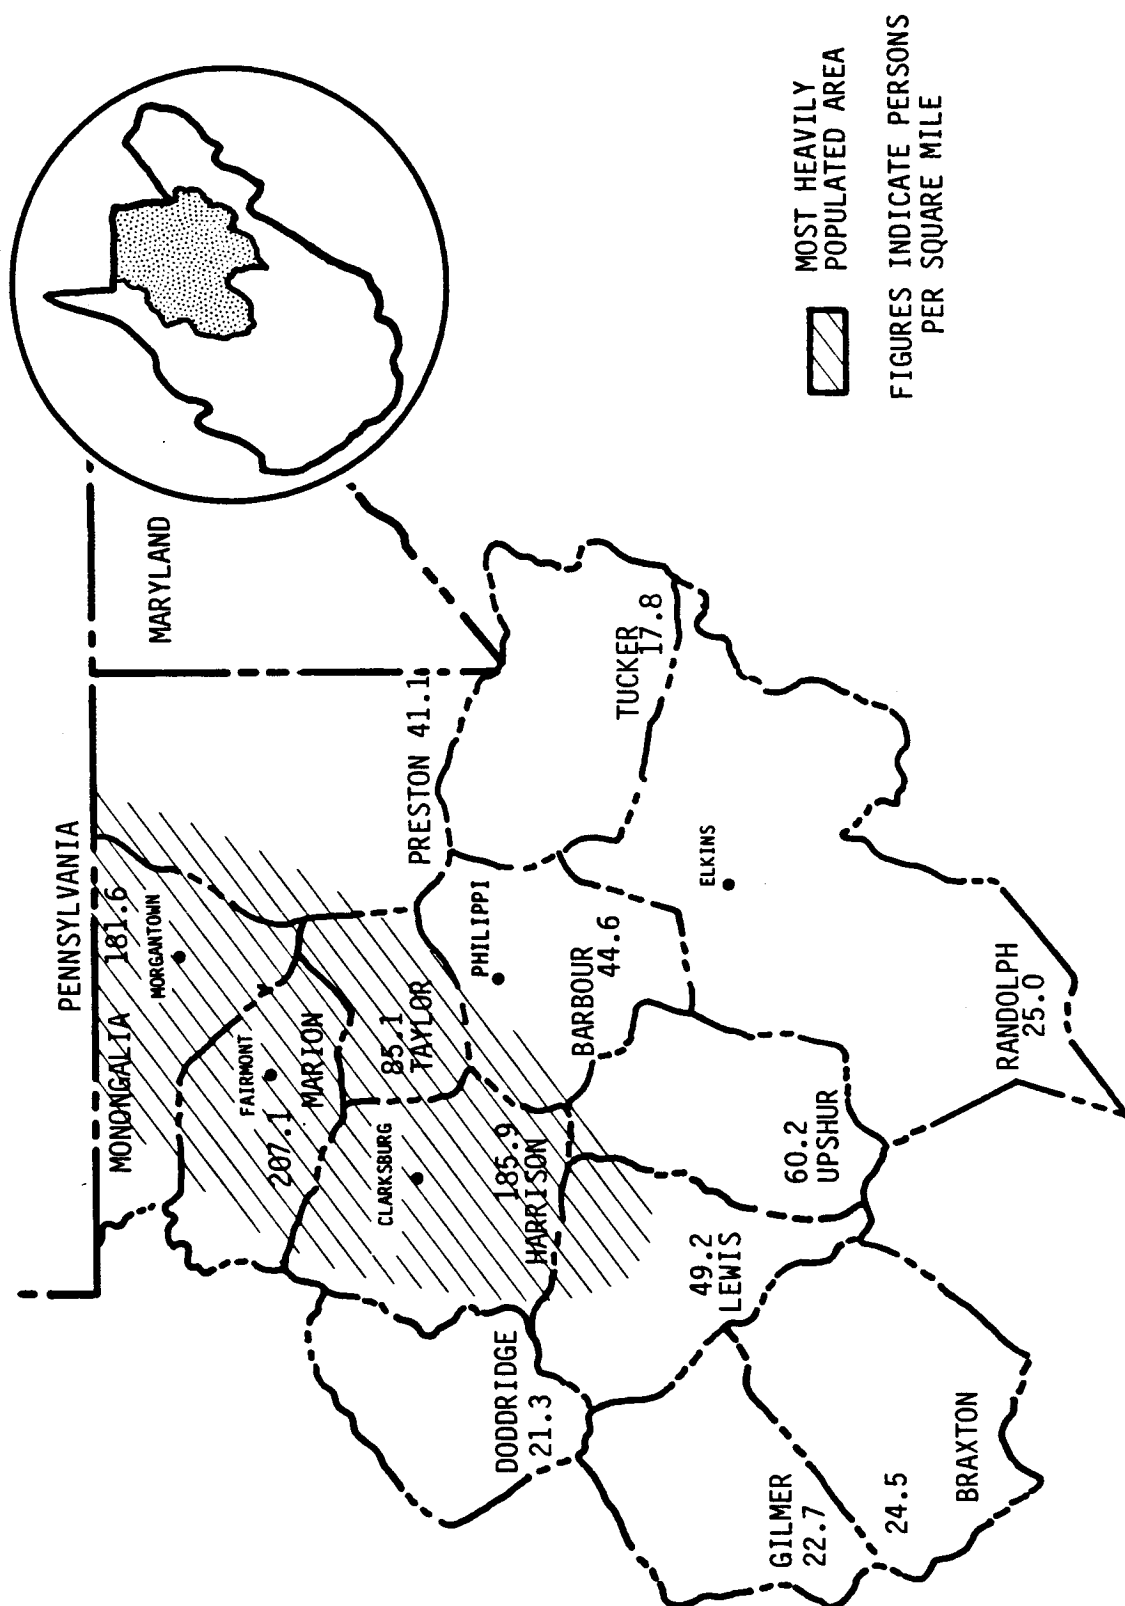 PENNSYLVANIA
MARYLAND
MONONGALIA 181.6
MORGANTOWN
FAIRMONT
207.1 MARION
85.1
TAYLOR
PRESTON 41.1
CLARKSBURG
185.9
HARRISON
PHILIPPI
BARBOUR
44.6
TUCKER
17.8
ELKINS
DODDRIDGE
21.3
49.2
LEWIS
60.2
UPSHUR
GILMER
22.7
24.5
BRAXTON
RANDOLPH
25.0
MOST HEAVILY
POPULATED AREA
FIGURES INDICATE PERSONS
PER SQUARE MILE